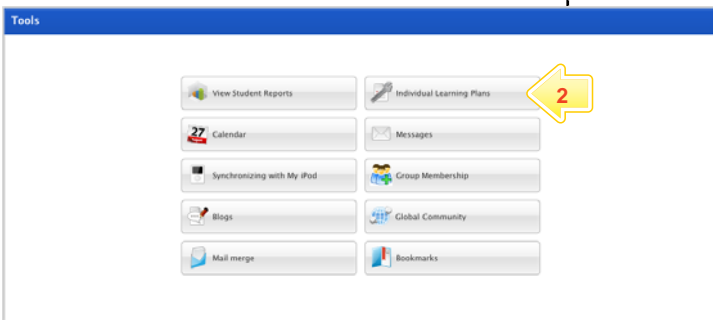 Tools
View Student Reports
Individual Learning Plans
2
27
Calendar
Messages
Synchronizing with My iPod
Group Membership
Blogs
Global Community
Mail merge
Bookmarks